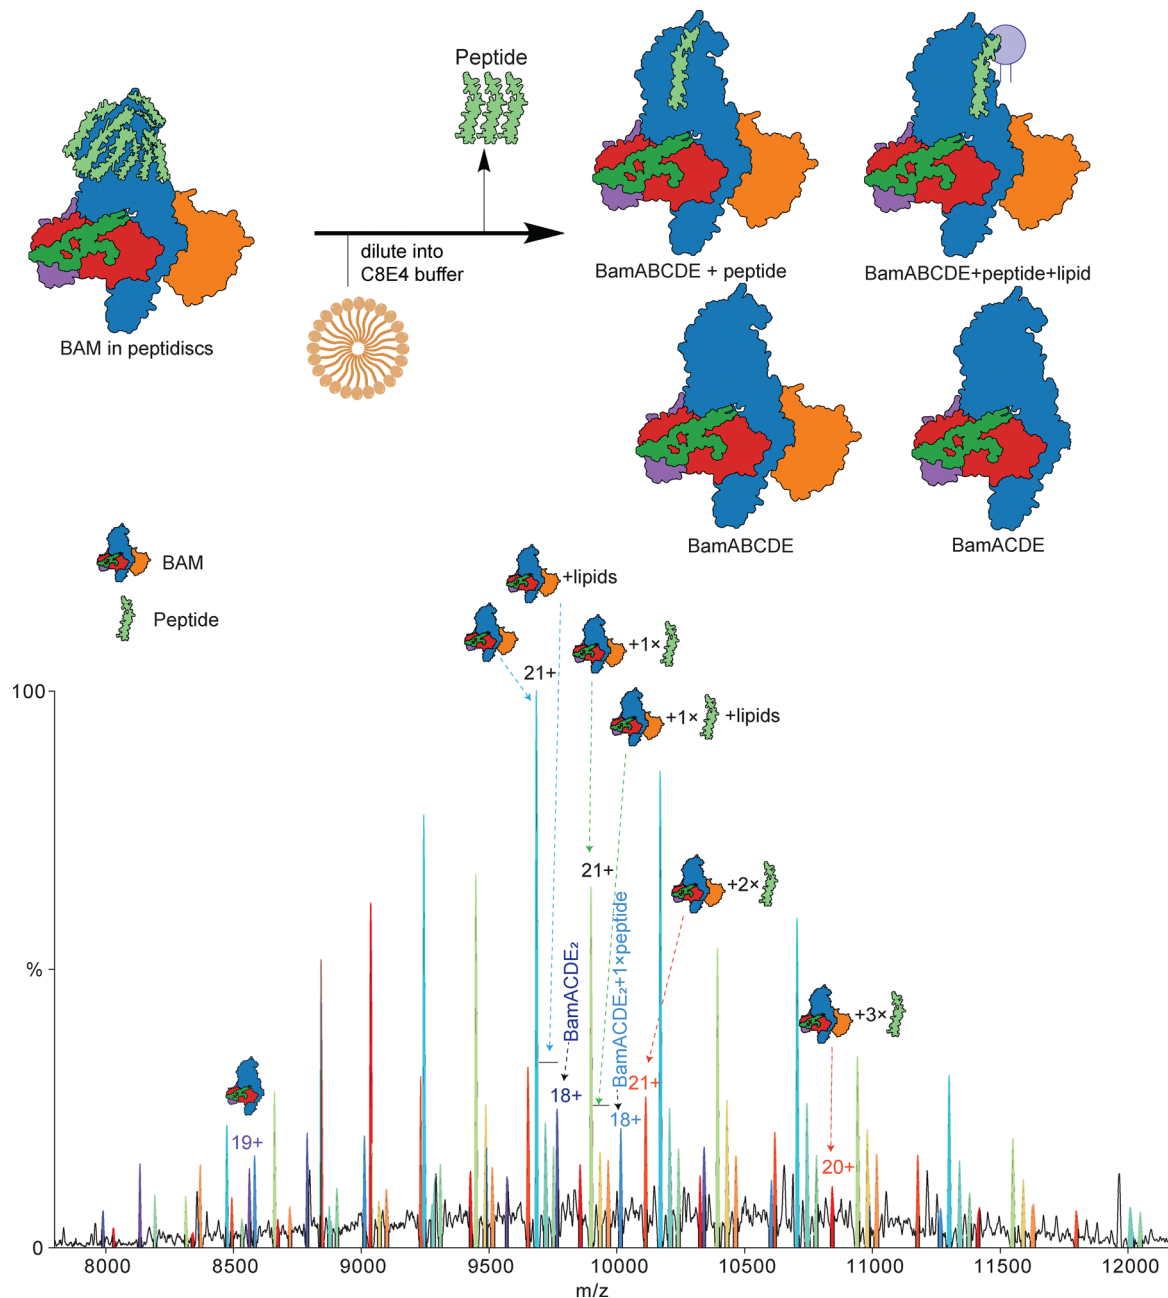 Peptide
dilute into
C8E4 buffer
BAM in peptidiscs
BamABCDE + peptide
BamABCDE+peptide+lipid
BamABCDE
BamACDE
BAM
Peptide
+lipids
21+
+1×
+1× +lipids
21+
+2×
BamACDE₂
BamACDE₂+1×peptide
+3×
19+
18+
18+
21+
20+
100
%
0
8000 8500 9000 9500 10000 10500 11000 11500 12000
m/z